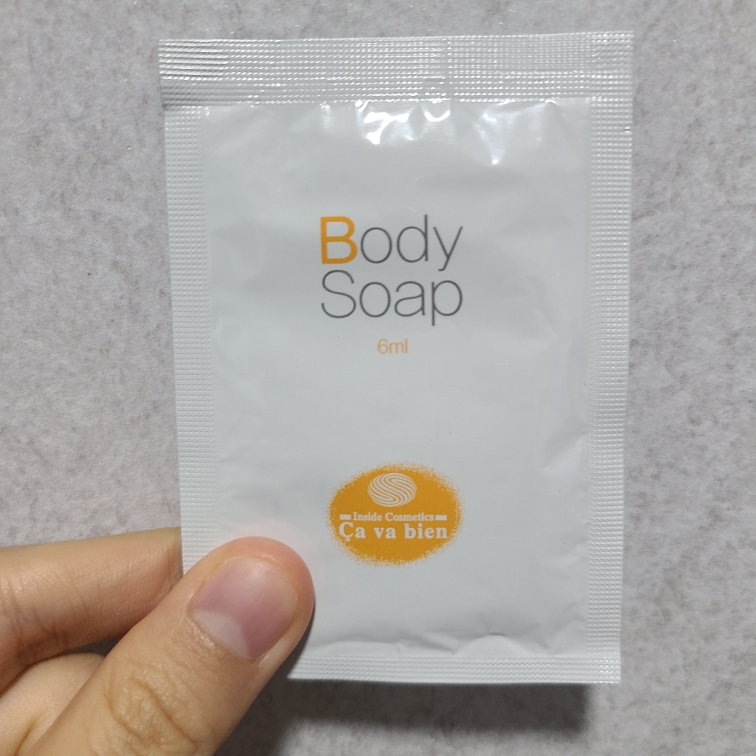 Body
Soap
6ml
Inside Cosmetics
Ça va bien